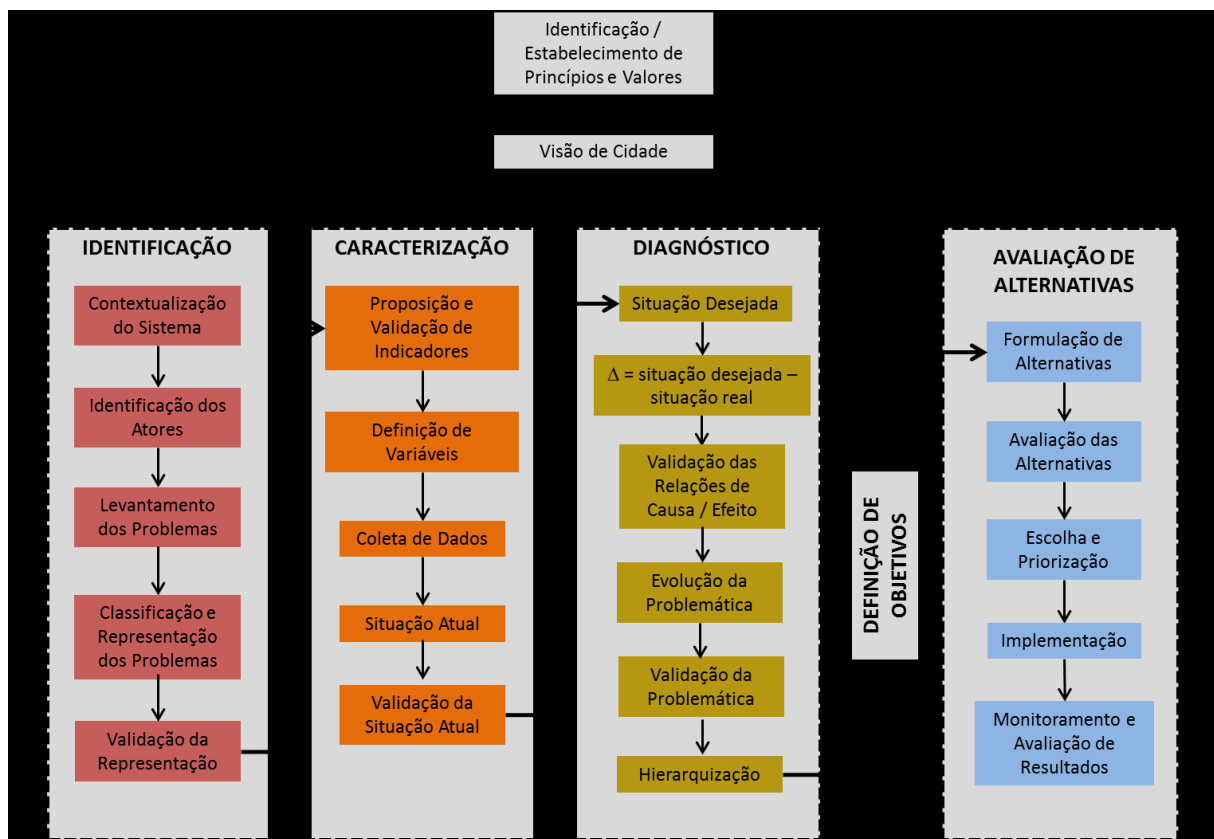 Identificação /
Estabelecimento de
Princípios e Valores
Visão de Cidade
IDENTIFICAÇÃO
Contextualização
do Sistema
Identificação dos
Atores
Levantamento
dos Problemas
Classificação e
Representação
dos Problemas
Validação da
Representação
CARACTERIZAÇÃO
Proposição e
Validação de
Indicadores
Definição de
Variáveis
Coleta de Dados
Situação Atual
Validação da
Situação Atual
DIAGNÓSTICO
Situação Desejada
Δ = situação desejada –
situação real
Validação das
Relações de
Causa / Efeito
Evolução da
Problemática
Validação da
Problemática
Hierarquização
DEFINIÇÃO DE
OBJETIVOS
AVALIAÇÃO DE
ALTERNATIVAS
Formulação de
Alternativas
Avaliação das
Alternativas
Escolha e
Priorização
Implementação
Monitoramento e
Avaliação de
Resultados